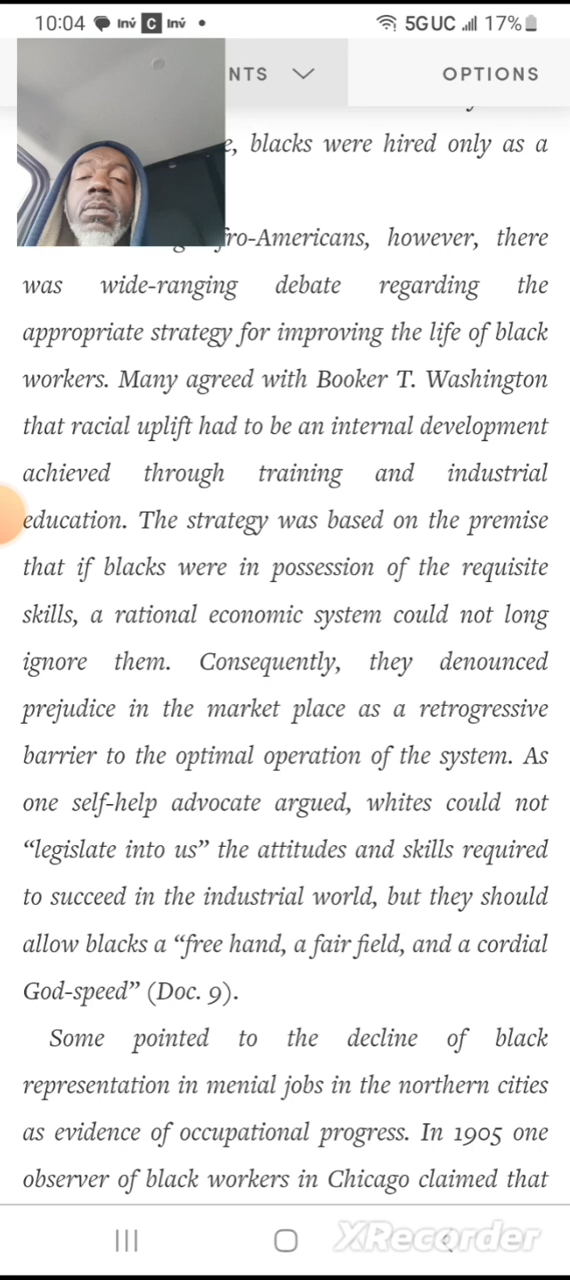 10:04 Inv C Inv • 5GUC 17%
NTS OPTIONS
e, blacks were hired only as a
fro-Americans, however, there
was wide-ranging debate regarding the
appropriate strategy for improving the life of black
workers. Many agreed with Booker T. Washington
that racial uplift had to be an internal development
achieved through training and industrial
education. The strategy was based on the premise
that if blacks were in possession of the requisite
skills, a rational economic system could not long
ignore them. Consequently, they denounced
prejudice in the market place as a retrogressive
barrier to the optimal operation of the system. As
one self-help advocate argued, whites could not
“legislate into us” the attitudes and skills required
to succeed in the industrial world, but they should
allow blacks a “free hand, a fair field, and a cordial
God-speed” (Doc. 9).
Some pointed to the decline of black
representation in menial jobs in the northern cities
as evidence of occupational progress. In 1905 one
observer of black workers in Chicago claimed that
XRecorder